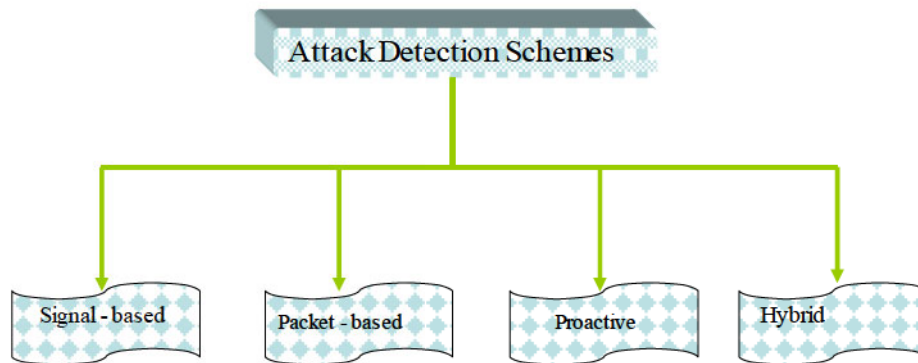 Attack Detection Schemes
Signal - based
Packet - based
Proactive
Hybrid